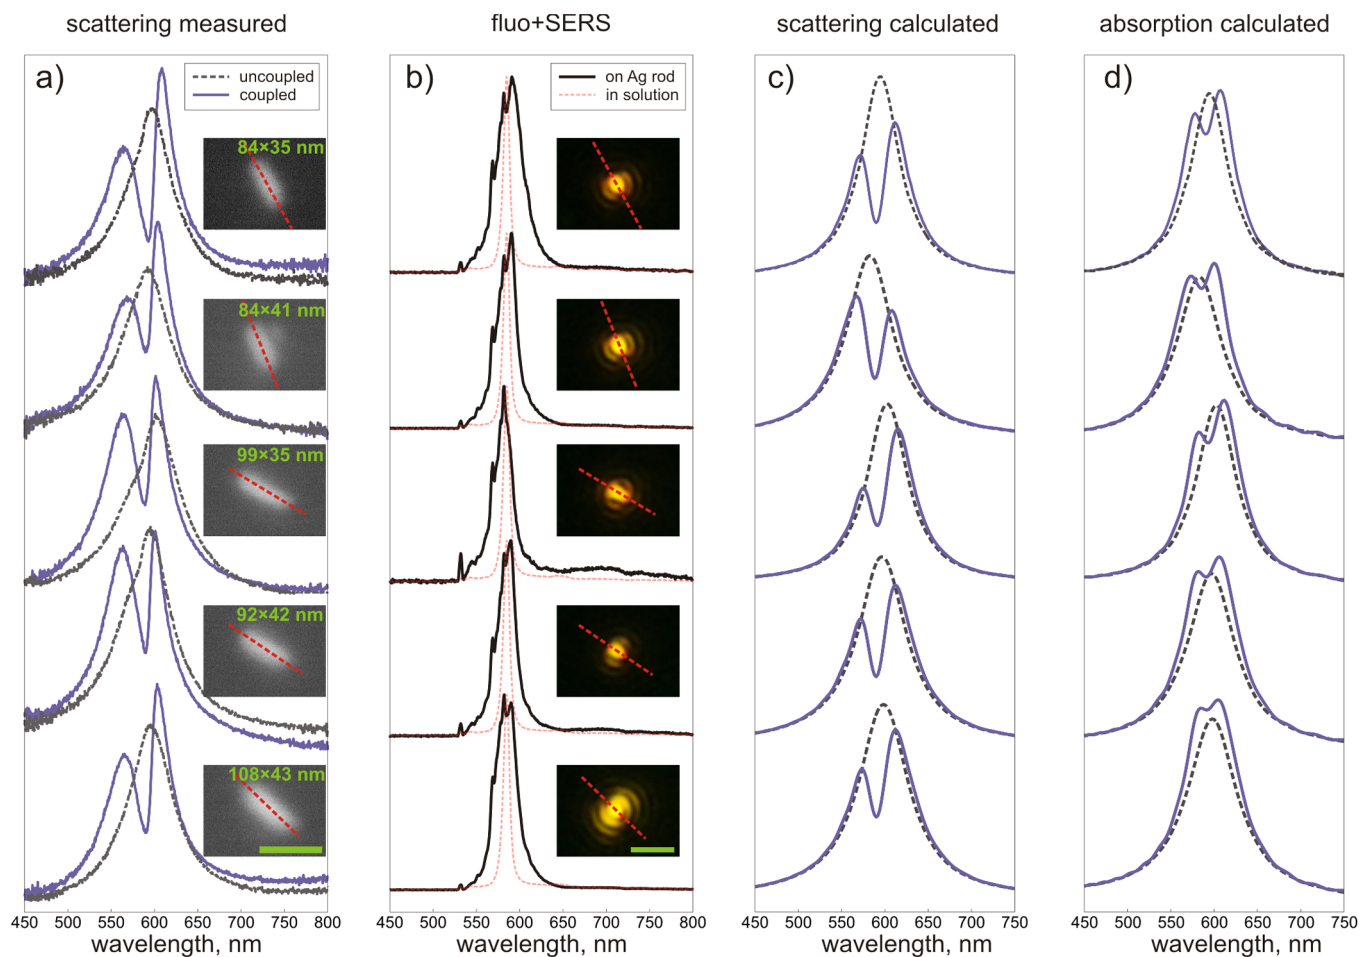 scattering measured
fluo+SERS
scattering calculated
absorption calculated
a)
uncoupled
coupled
b)
on Ag rod
in solution
c)
d)
84×35 nm
84×41 nm
99×35 nm
92×42 nm
108×43 nm
450 500 550 600 650 700 750 800
450 500 550 600 650 700 750 800
450 500 550 600 650 700 750
450 500 550 600 650 700 750
wavelength, nm
wavelength, nm
wavelength, nm
wavelength, nm